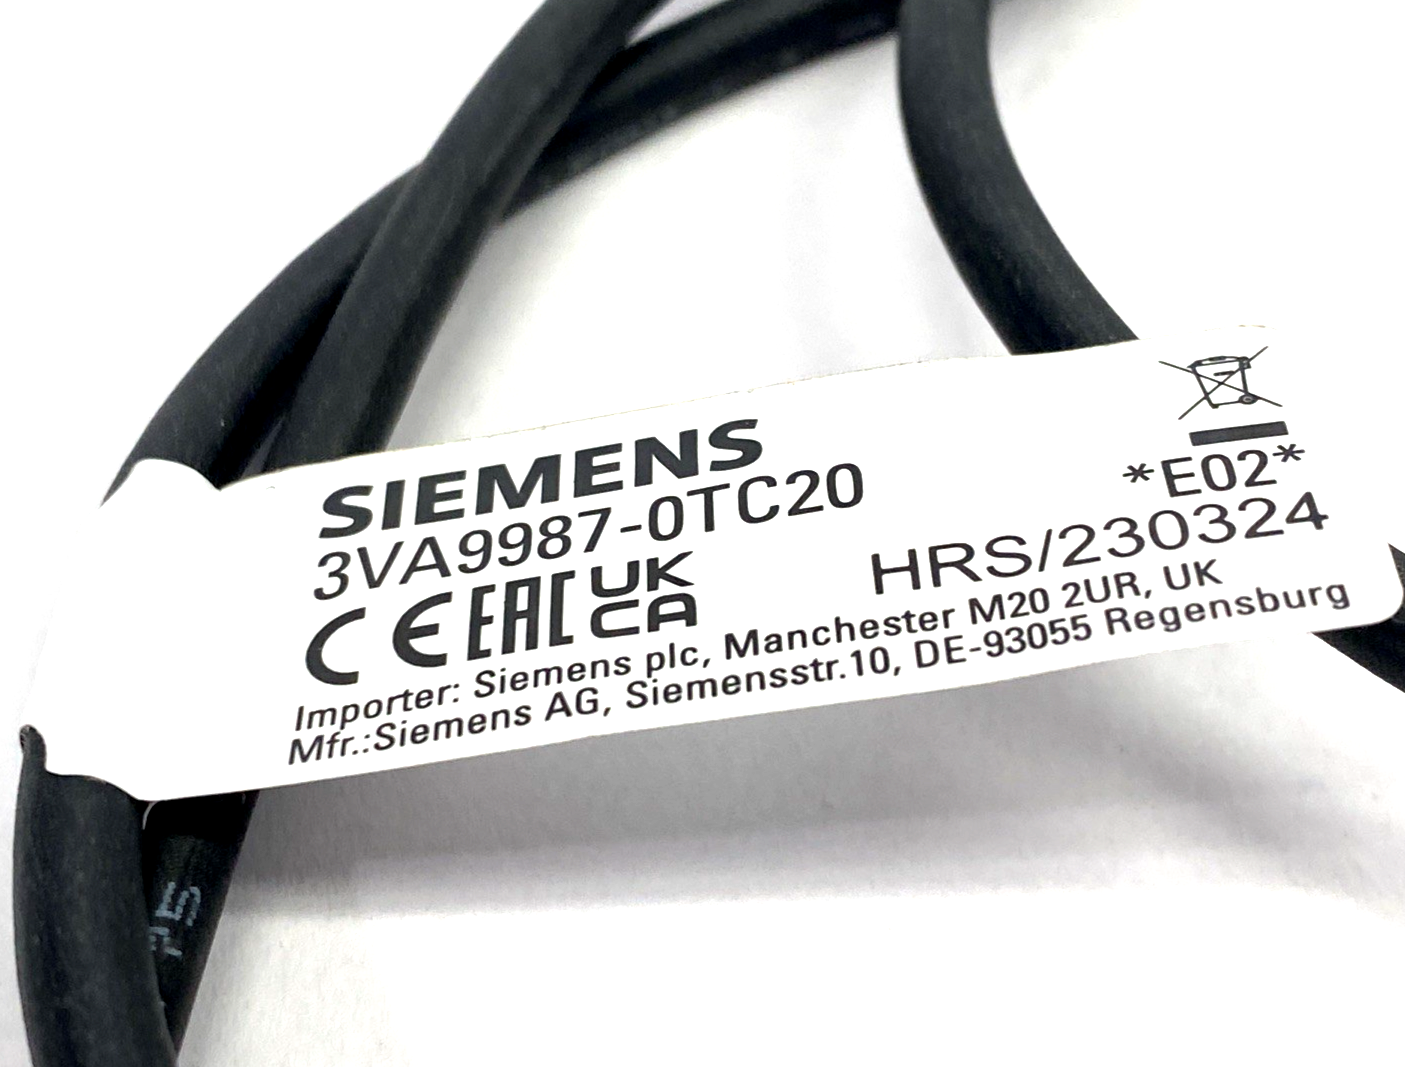 SIEMENS
3VA9987-0TC20
CE EAC UK CA
*E02*
HRS/230324
Importer: Siemens plc, Manchester M20 2UR, UK
Mfr.:Siemens AG, Siemensstr.10, DE-93055 Regensburg